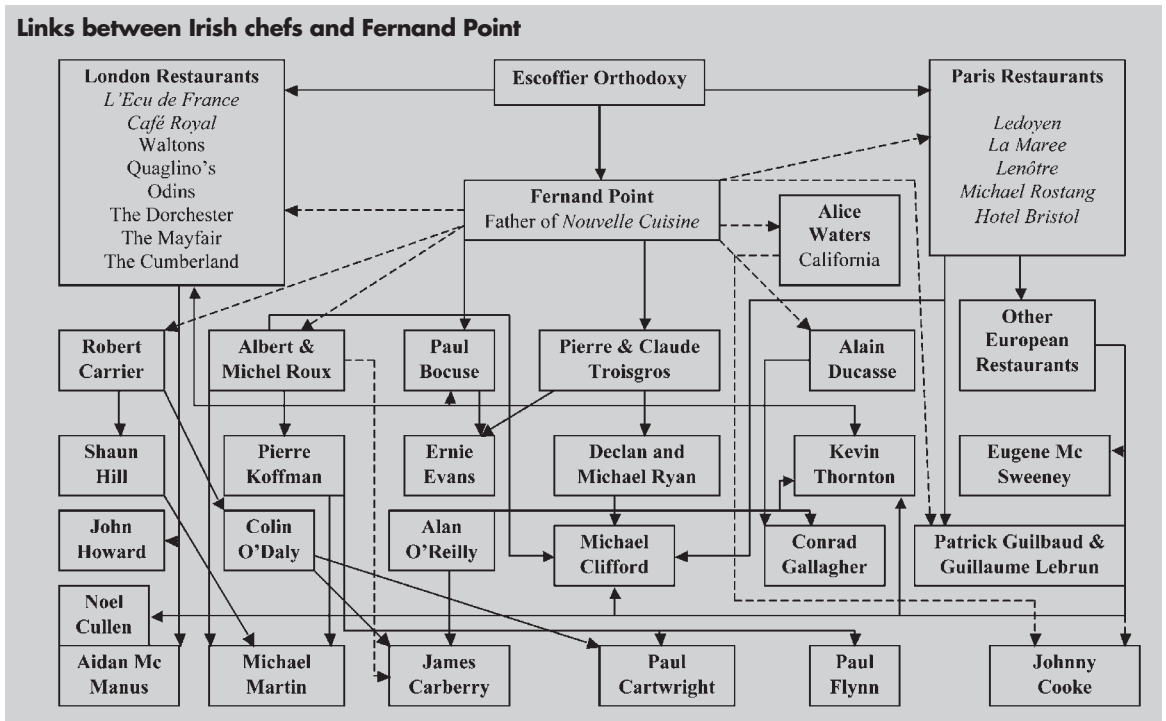 Links between Irish chefs and Fernand Point
London Restaurants
L'Ecu de France
Café Royal
Waltons
Quaglino's
Odins
The Dorchester
The Mayfair
The Cumberland
Escoffier Orthodoxy
Paris Restaurants
Ledoyen
La Maree
Lenôtre
Michael Rostang
Hotel Bristol
Fernand Point
Father of Nouvelle Cuisine
Alice
Waters
California
Robert
Carrier
Albert &
Michel Roux
Paul
Bocuse
Pierre & Claude
Troisgros
Alain
Ducasse
Other
European
Restaurants
Shaun
Hill
Pierre
Koffman
Ernie
Evans
Declan and
Michael Ryan
Kevin
Thornton
Eugene Mc
Sweeney
John
Howard
Colin
O'Daly
Alan
O'Reilly
Michael
Clifford
Conrad
Gallagher
Patrick Guilbaud &
Guillaume Lebrun
Noel
Cullen
Aidan Mc
Manus
Michael
Martin
James
Carberry
Paul
Cartwright
Paul
Flynn
Johnny
Cooke